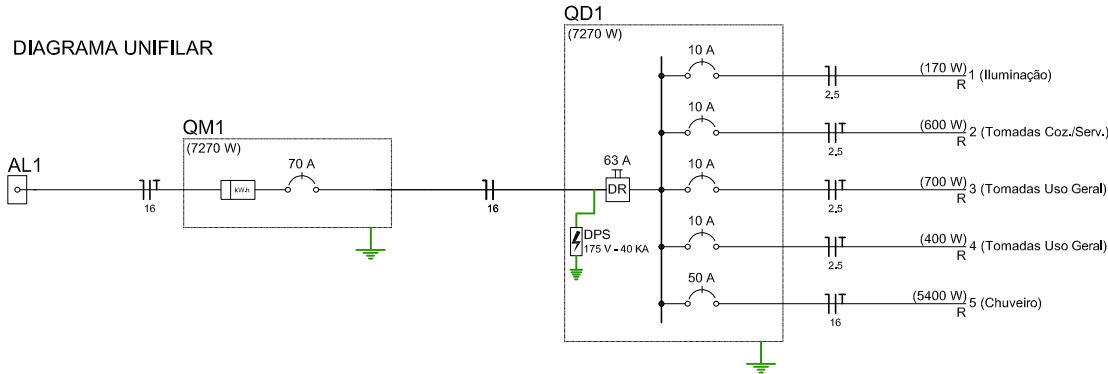 DIAGRAMA UNIFILAR
AL1
16
QM1
(7270 W)
kW.h
70 A
16
QD1
(7270 W)
DPS
175 V - 40 KA
63 A
DR
10 A
2.5
(170 W)
R
1 (Iluminação)
10 A
2.5
(600 W)
R
2 (Tomadas Coz./Serv.)
10 A
2.5
(700 W)
R
3 (Tomadas Uso Geral)
10 A
2.5
(400 W)
R
4 (Tomadas Uso Geral)
50 A
16
(5400 W)
R
5 (Chuveiro)